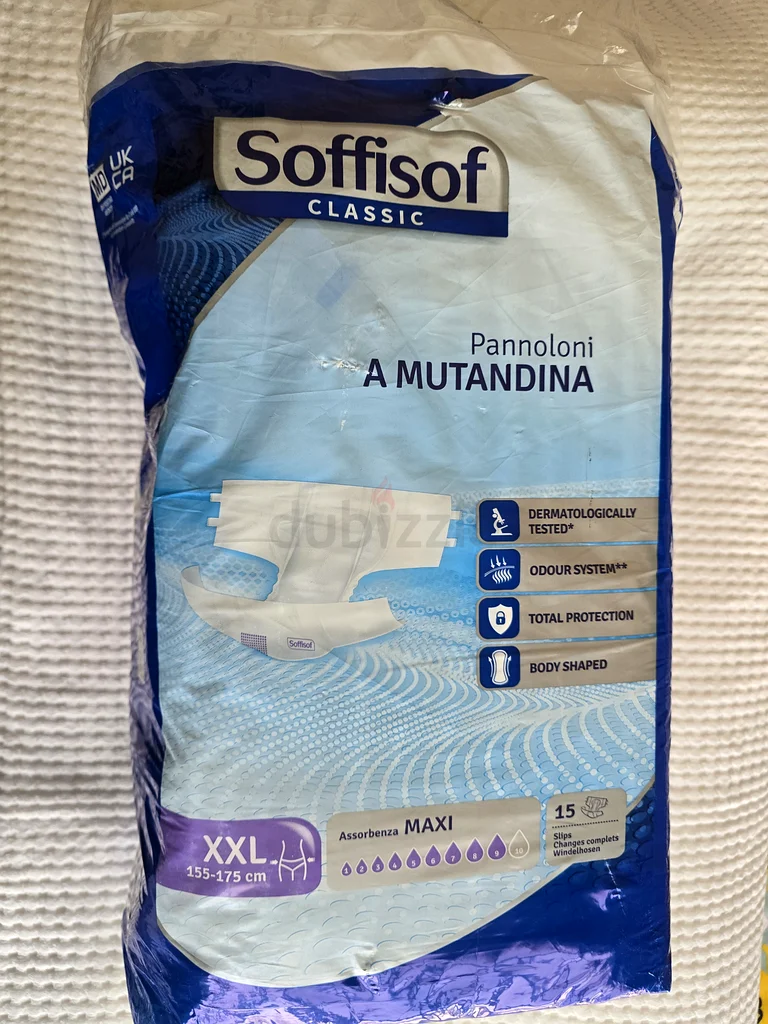 Soffisof
CLASSIC
MD
UK
CA
Pannoloni
A MUTANDINA
dubizz
DERMATOLOGICALLY
TESTED*
ODOUR SYSTEM**
TOTAL PROTECTION
BODY SHAPED
Soffisof
XXL
155-175 cm
Assorbenza MAXI
1 2 3 4 5 6 7 8 9 10
15
Slips
Changes complets
Windelhosen